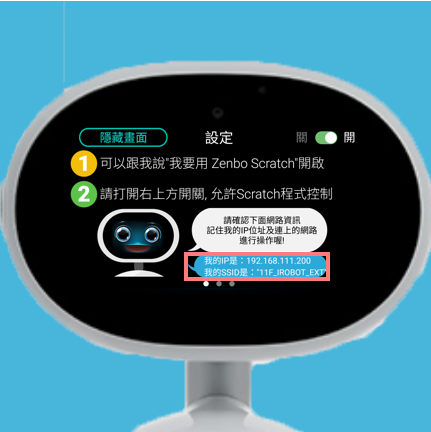 隱藏畫面 設定 關 開
1 可以跟我說"我要用 Zenbo Scratch"開啟
2 請打開右上方開關, 允許Scratch程式控制
請確認下面網路資訊
記住我的IP位址及連上的網路
進行操作喔!
我的IP是：192.168.111.200
我的SSID是："11F_IROBOT_EXT"